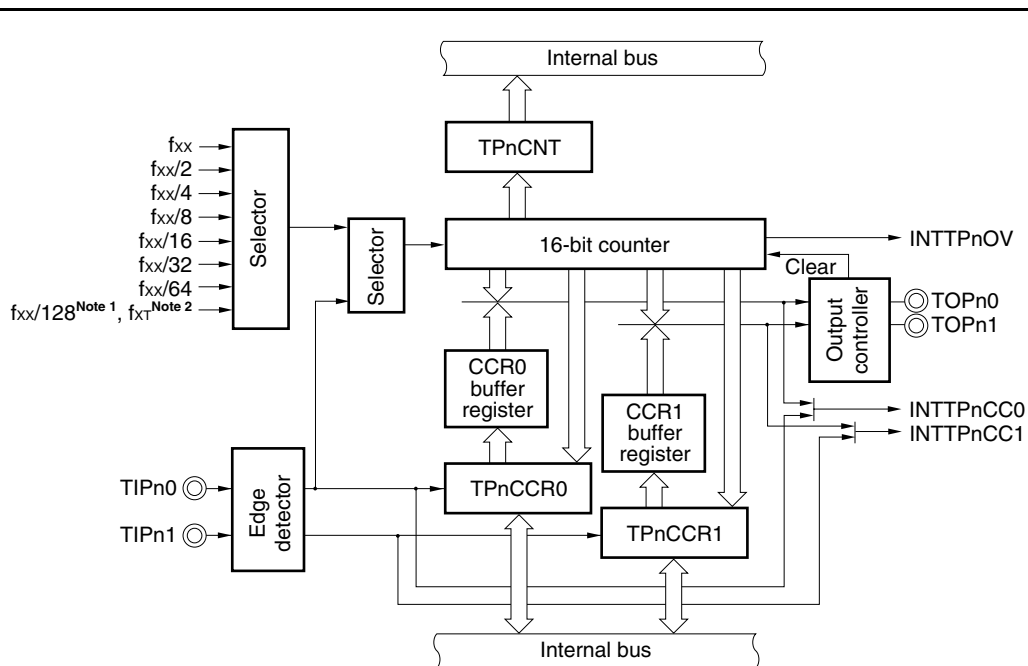 Internal bus
TPnCNT
fXX
fXX/2
fXX/4
fXX/8
fXX/16
fXX/32
fXX/64
fXX/128Note 1, fXTNote 2
Selector
Selector
16-bit counter
INTTPnOV
Clear
TOPn0
TOPn1
Output
controller
CCR0
buffer
register
CCR1
buffer
register
INTTPnCC0
INTTPnCC1
TIPn0
TIPn1
Edge
detector
TPnCCR0
TPnCCR1
Internal bus